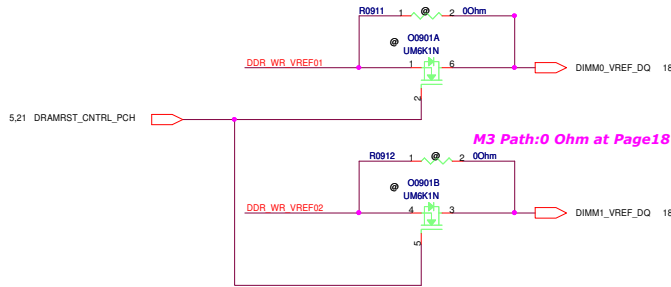 R0911 1 @ 2 0Ohm
@ O0901A
UM6K1N
DDR_WR_VREF01 1 6 DIMM0_VREF_DQ 18
2
5,21 DRAMRST_CNTRL_PCH
M3 Path:0 Ohm at Page18
R0912 1 @ 2 0Ohm
@ O0901B
UM6K1N
DDR_WR_VREF02 4 3 DIMM1_VREF_DQ 18
5